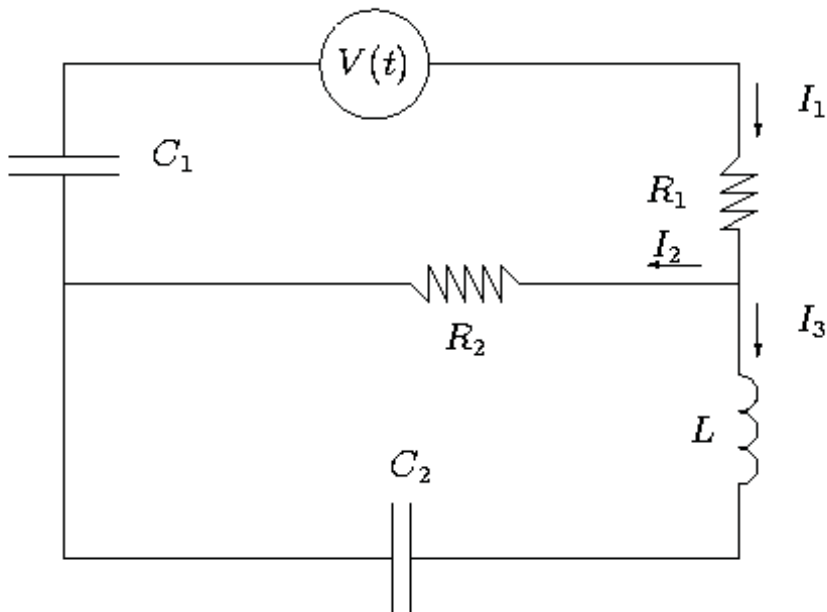 V(t)
I₁
C₁
R₁
I₂
I₃
R₂
L
C₂